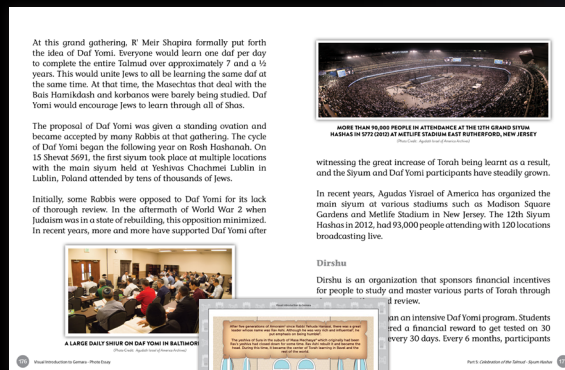 At this grand gathering, R' Meir Shapira formally put forth
the idea of Daf Yomi. Everyone would learn one daf per day
to complete the entire Talmud over approximately 7 and a ½
years. This would unite Jews to all be learning the same daf at
the same time. At that time, the Masechtas that deal with the
Bais Hamikdash and korbanos were barely being studied. Daf
Yomi would encourage Jews to learn through all of Shas.
The proposal of Daf Yomi was given a standing ovation and
became accepted by many Rabbis at that gathering. The cycle
of Daf Yomi began the following year on Rosh Hashanah. On
15 Shevat 5691, the first siyum took place at multiple locations
with the main siyum held at Yeshivas Chachmei Lublin in
Lublin, Poland attended by tens of thousands of Jews.
Initially, some Rabbis were opposed to Daf Yomi for its lack
of thorough review. In the aftermath of World War 2 when
Judaism was in a state of rebuilding, this opposition minimized.
In recent years, more and more have supported Daf Yomi after
A LARGE DAILY SHIUR ON DAF YOMI IN BALTIMOR
(Photo Credit: Agudath Israel of America Archives)
176 Visual Introduction to Gemara - Photo Essay
MORE THAN 90,000 PEOPLE IN ATTENDANCE AT THE 12TH GRAND SIYUM
HASHAS IN 5772 (2012) AT METLIFE STADIUM EAST RUTHERFORD, NEW JERSEY
(Photo Credit: Agudath Israel of America Archives)
witnessing the great increase of Torah being learnt as a result,
and the Siyum and Daf Yomi participants have steadily grown.
In recent years, Agudas Yisrael of America has organized the
main siyum at various stadiums such as Madison Square
Gardens and Metlife Stadium in New Jersey. The 12th Siyum
Hashas in 2012, had 93,000 people attending with 120 locations
broadcasting live.
Dirshu
Dirshu is an organization that sponsors financial incentives
for people to study and master various parts of Torah through
d review.
an an intensive Daf Yomi program. Students
red a financial reward to get tested on 30
every 30 days. Every 6 months, participants
Part 5: Celebration of the Talmud - Siyum Hashas